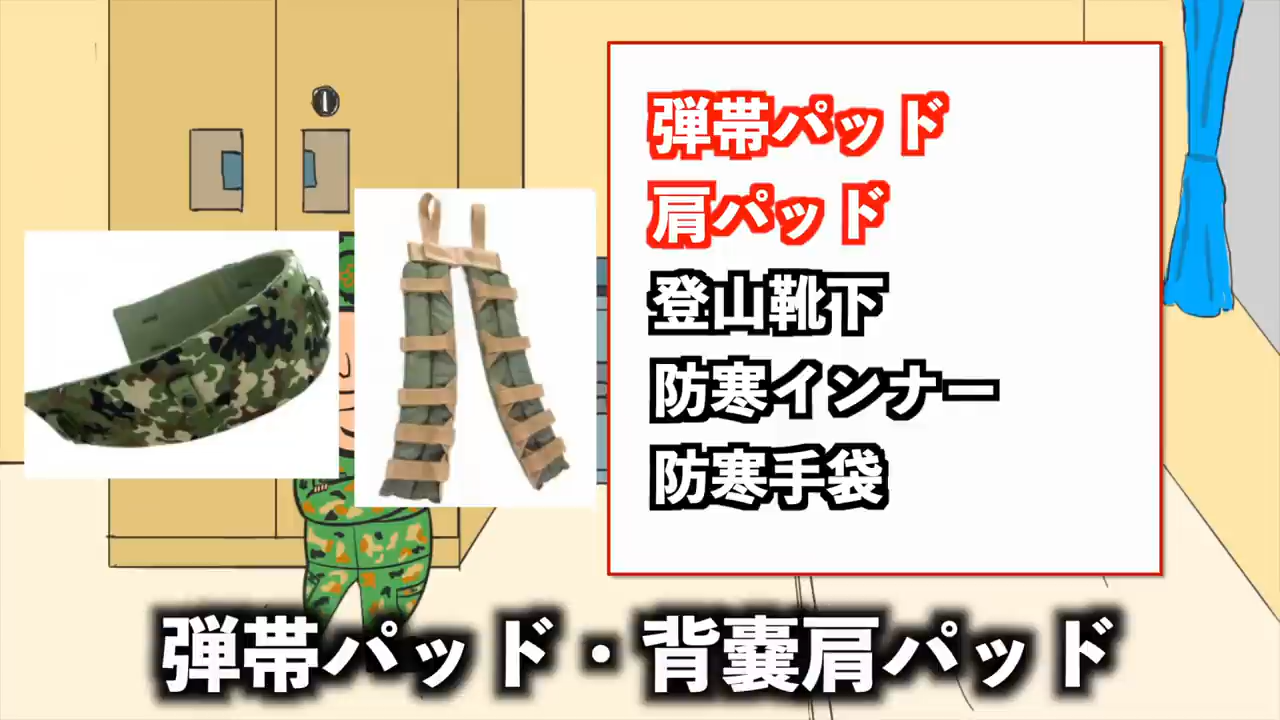 弾帯パッド
肩パッド
登山靴下
防寒インナー
防寒手袋
弾帯パッド・背嚢肩パッド